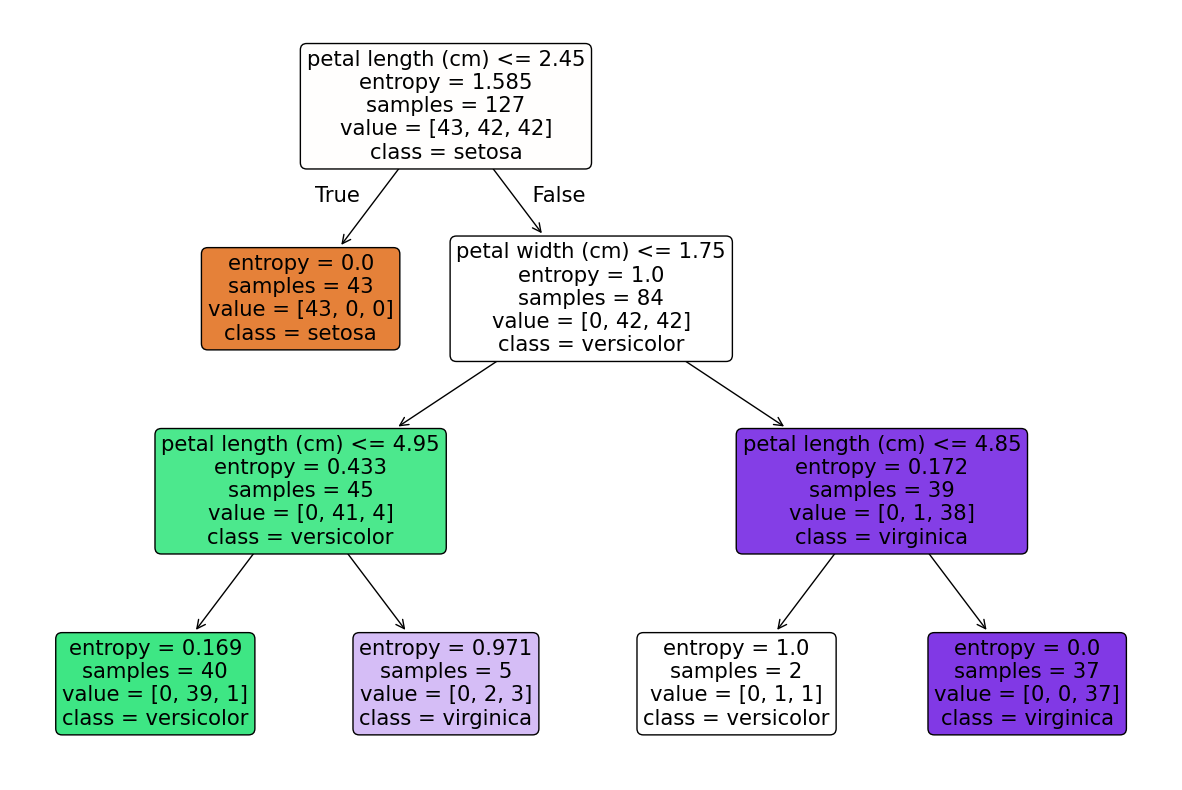 petal length (cm) <= 2.45
entropy = 1.585
samples = 127
value = [43, 42, 42]
class = setosa
True
False
entropy = 0.0
samples = 43
value = [43, 0, 0]
class = setosa
petal width (cm) <= 1.75
entropy = 1.0
samples = 84
value = [0, 42, 42]
class = versicolor
petal length (cm) <= 4.95
entropy = 0.433
samples = 45
value = [0, 41, 4]
class = versicolor
petal length (cm) <= 4.85
entropy = 0.172
samples = 39
value = [0, 1, 38]
class = virginica
entropy = 0.169
samples = 40
value = [0, 39, 1]
class = versicolor
entropy = 0.971
samples = 5
value = [0, 2, 3]
class = virginica
entropy = 1.0
samples = 2
value = [0, 1, 1]
class = versicolor
entropy = 0.0
samples = 37
value = [0, 0, 37]
class = virginica